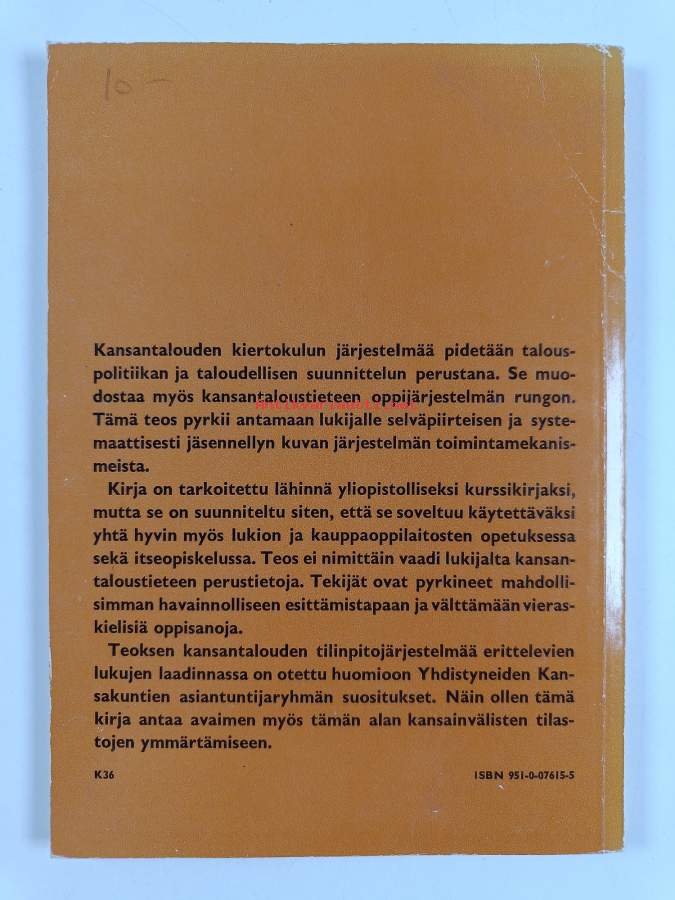 10 –
Kansantalouden kiertokulun järjestelmää pidetään talous-
politiikan ja taloudellisen suunnittelun perustana. Se muo-
dostaa myös kansantaloustieteen oppijärjestelmän rungon.
Antikvariaatti.net
Tämä teos pyrkii antamaan lukijalle selväpiirteisen ja syste-
maattisesti jäsennellyn kuvan järjestelmän toimintamekanis-
meista.
Kirja on tarkoitettu lähinnä yliopistolliseksi kurssikirjaksi,
mutta se on suunniteltu siten, että se soveltuu käytettäväksi
yhtä hyvin myös lukion ja kauppaoppilaitosten opetuksessa
sekä itseopiskelussa. Teos ei nimittäin vaadi lukijalta kansan-
taloustieteen perustietoja. Tekijät ovat pyrkineet mahdolli-
simman havainnolliseen esittämistapaan ja välttämään vieras-
kielisiä oppisanoja.
Teoksen kansantalouden tilinpitojärjestelmää erittelevien
lukujen laadinnassa on otettu huomioon Yhdistyneiden Kan-
sakuntien asiantuntijaryhmän suositukset. Näin ollen tämä
kirja antaa avaimen myös tämän alan kansainvälisten tilas-
tojen ymmärtämiseen.
K36
ISBN 951-0-07615-5